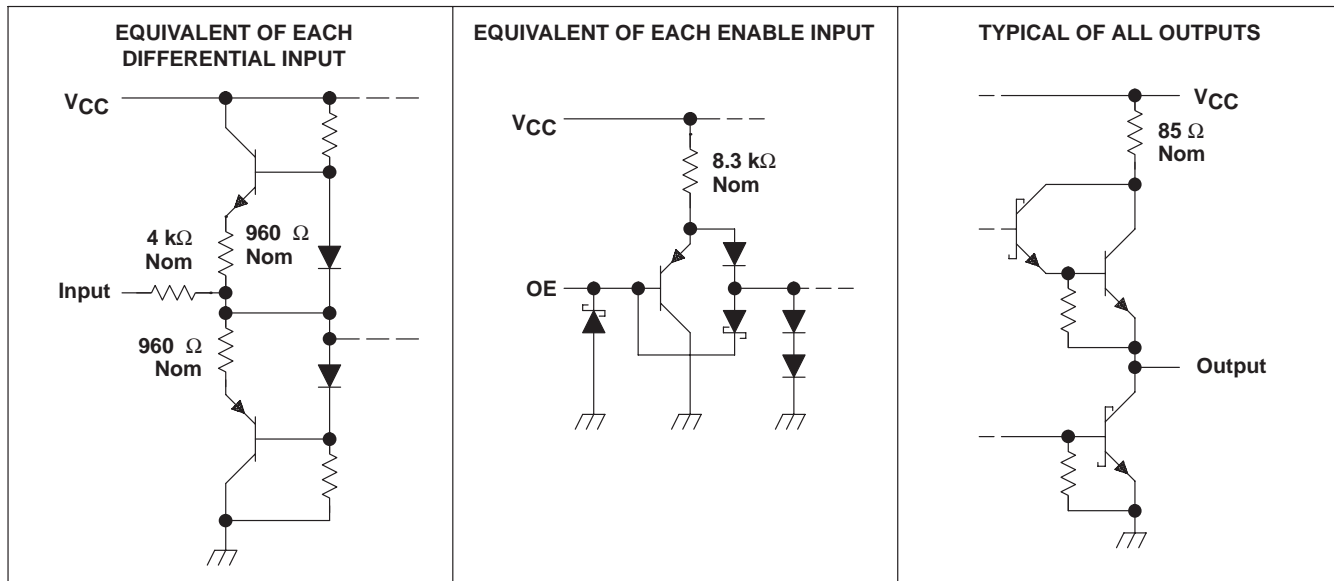 EQUIVALENT OF EACH
DIFFERENTIAL INPUT
VCC
4 kΩ
Nom
960 Ω
Nom
Input
960 Ω
Nom
EQUIVALENT OF EACH ENABLE INPUT
VCC
8.3 kΩ
Nom
OE
TYPICAL OF ALL OUTPUTS
VCC
85 Ω
Nom
Output